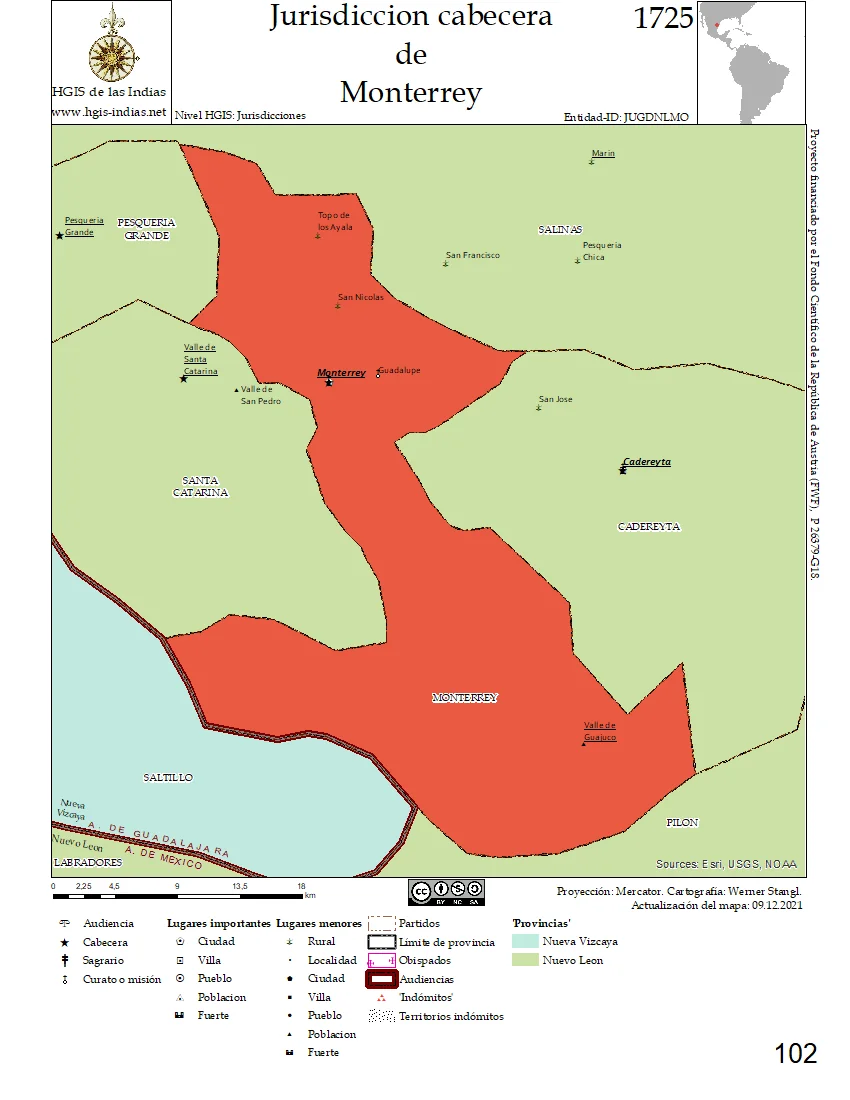 Jurisdiccion cabecera
de
Monterrey
1725
HGIS de las Indias
www.hgis-indias.net
Nivel HGIS: Jurisdicciones
Entidad-ID: JUGDNLMO
Proyecto financiado por el Fondo Científico de la República de Austria (FWF), P 26379-G18.
Marin
Topo de
los Ayala
Pesqueria
Grande
PESQUERIA
GRANDE
SALINAS
Pesqueria
Chica
San Francisco
San Nicolas
Valle de
Santa
Catarina
Monterrey
Guadalupe
Valle de
San Pedro
San Jose
Cadereyta
SANTA
CATARINA
CADEREYTA
MONTERREY
Valle de
Guajuco
SALTILLO
Nueva
Vizcaya
A. DE GUADALAJARA
PILON
Nuevo Leon
A. DE MEXICO
LABRADORES
Sources: Esri, USGS, NOAA
0 2,25 4,5 9 13,5 18
km
CC
BY NC SA
Proyección: Mercator. Cartografía: Werner Stangl.
Actualización del mapa: 09.12.2021
Audiencia
Cabecera
Sagrario
Curato o misión
Lugares importantes
Ciudad
Villa
Pueblo
Poblacion
Fuerte
Lugares menores
Rural
Localidad
Ciudad
Villa
Pueblo
Poblacion
Fuerte
Partidos
Límite de provincia
Obispados
Audiencias
'Indómitos'
Territorios indómitos
'Provincias'
Nueva Vizcaya
Nuevo Leon
102